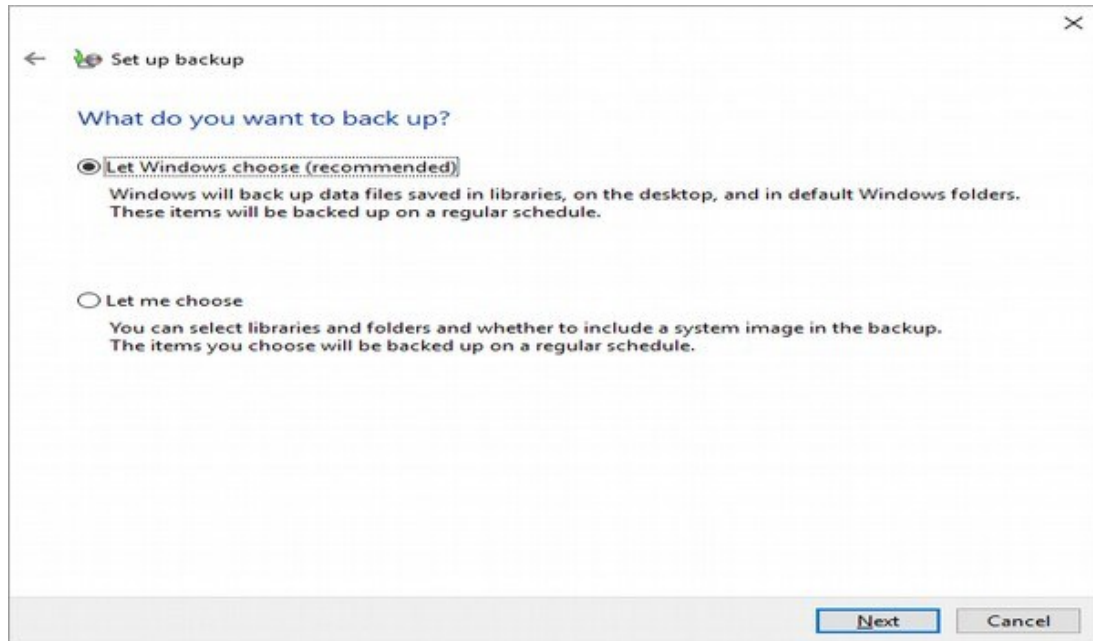 Set up backup
What do you want to back up?
Let Windows choose (recommended)
Windows will back up data files saved in libraries, on the desktop, and in default Windows folders.
These items will be backed up on a regular schedule.
Let me choose
You can select libraries and folders and whether to include a system image in the backup.
The items you choose will be backed up on a regular schedule.
Next
Cancel